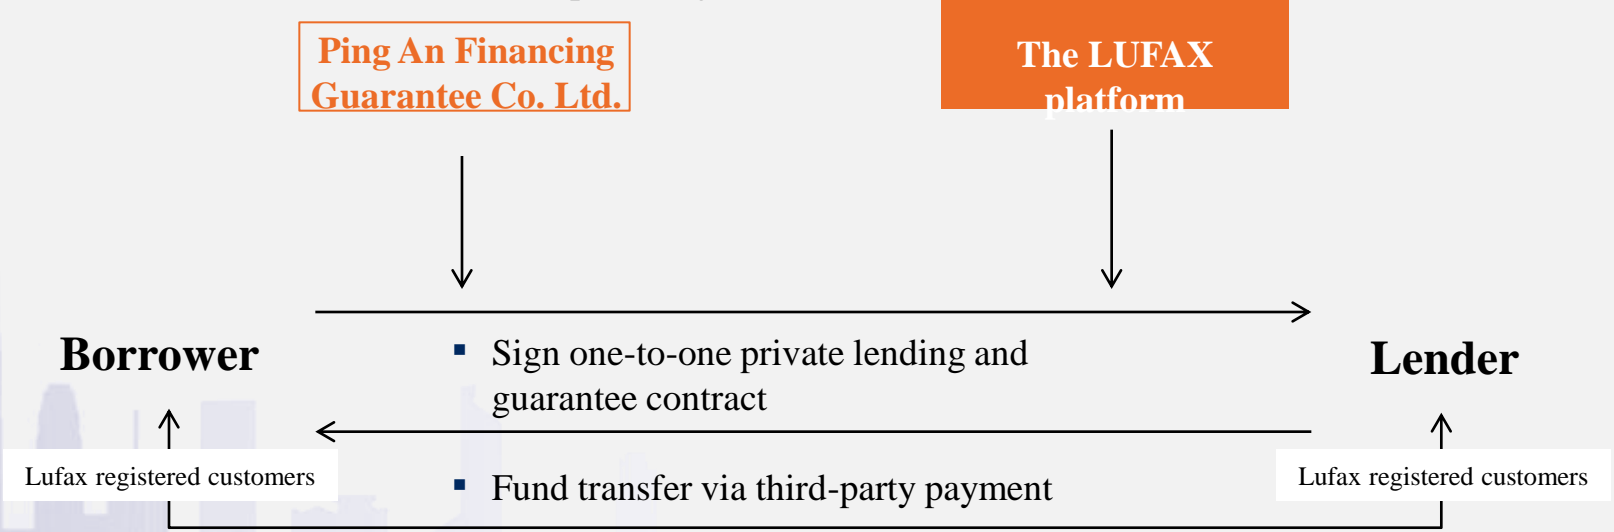 Ping An Financing
Guarantee Co. Ltd.
The LUFAX
platform
Borrower
▪ Sign one-to-one private lending and
guarantee contract
Lender
Lufax registered customers
▪ Fund transfer via third-party payment
Lufax registered customers